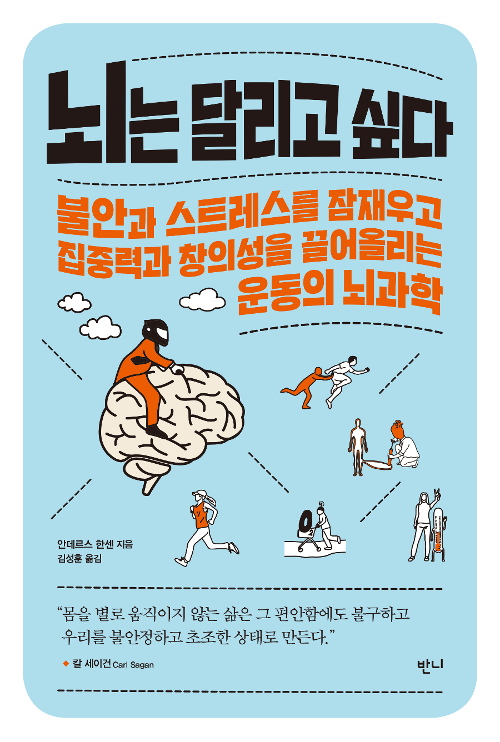 뇌는 달리고 싶다
불안과 스트레스를 잠재우고
집중력과 창의성을 끌어올리는
운동의 뇌과학
안데르스 한센 지음
김성훈 옮김
“몸을 별로 움직이지 않는 삶은 그 편안함에도 불구하고
우리를 불안정하고 초조한 상태로 만든다.”
◆ 칼 세이건 Carl Sagan
반니